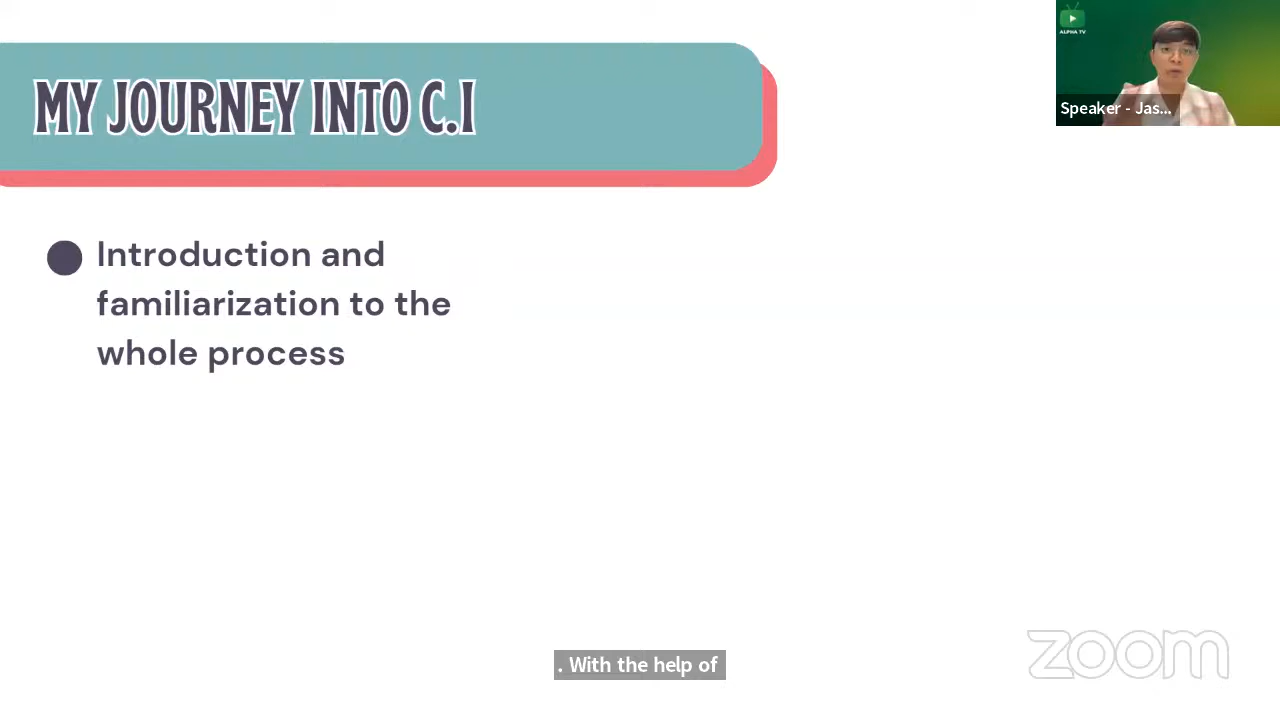 MY JOURNEY INTO C.I
ALPHA TV
Speaker - Jas...
Introduction and
familiarization to the
whole process
. With the help of
zoom